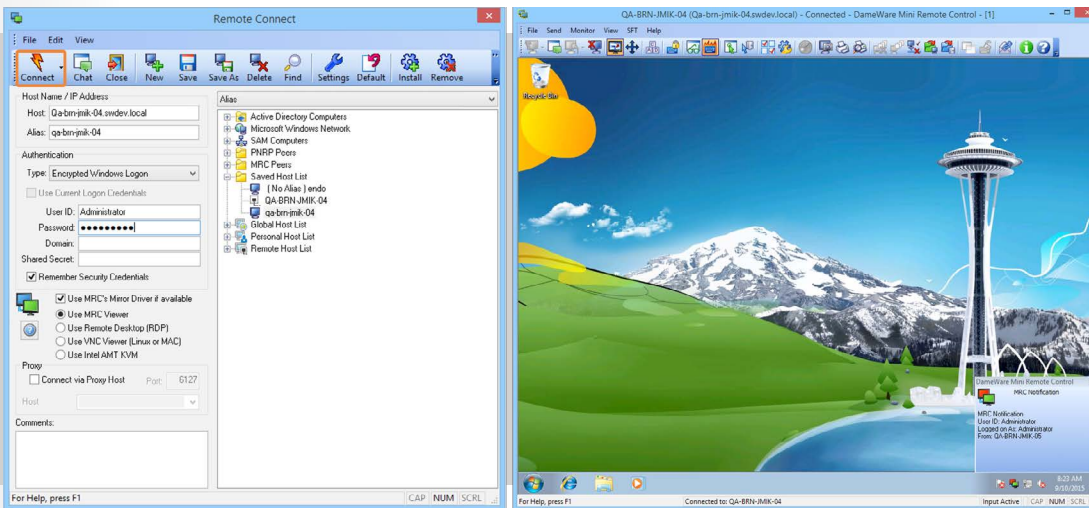 Remote Connect
File Edit View
Connect Chat Close New Save Save As Delete Find Settings Default Install Remove
Host Name / IP Address
Host: Qa-brn-jmik-04.swdev.local
Alias: qa-brn-jmik-04
Authentication
Type: Encrypted Windows Logon
Use Current Logon Credentials
User ID: Administrator
Password:
Domain:
Shared Secret:
Remember Security Credentials
Use MRC's Mirror Driver if available
Use MRC Viewer
Use Remote Desktop (RDP)
Use VNC Viewer (Linux or MAC)
Use Intel AMT KVM
Proxy
Connect via Proxy Host Port: 6127
Host
Comments:
For Help, press F1
CAP NUM SCRL
Alias
Active Directory Computers
Microsoft Windows Network
SAM Computers
PNRP Peers
MRC Peers
Saved Host List
( No Alias ) endo
QA-BRN-JMIK-04
qa-brn-jmik-04
Global Host List
Personal Host List
Remote Host List
QA-BRN-JMIK-04 (Qa-brn-jmik-04.swdev.local) - Connected - DameWare Mini Remote Control - [1]
File Send Monitor View SFT Help
Recycle Bin
DameWare Mini Remote Control
MRC Notification
MRC Notification
User ID: Administrator
Logged on As: Administrator
From: QA-BRN-JMIK-05
8:23 AM
9/10/2015
For Help, press F1
Connected to: QA-BRN-JMIK-04
Input Active CAP NUM SCRL